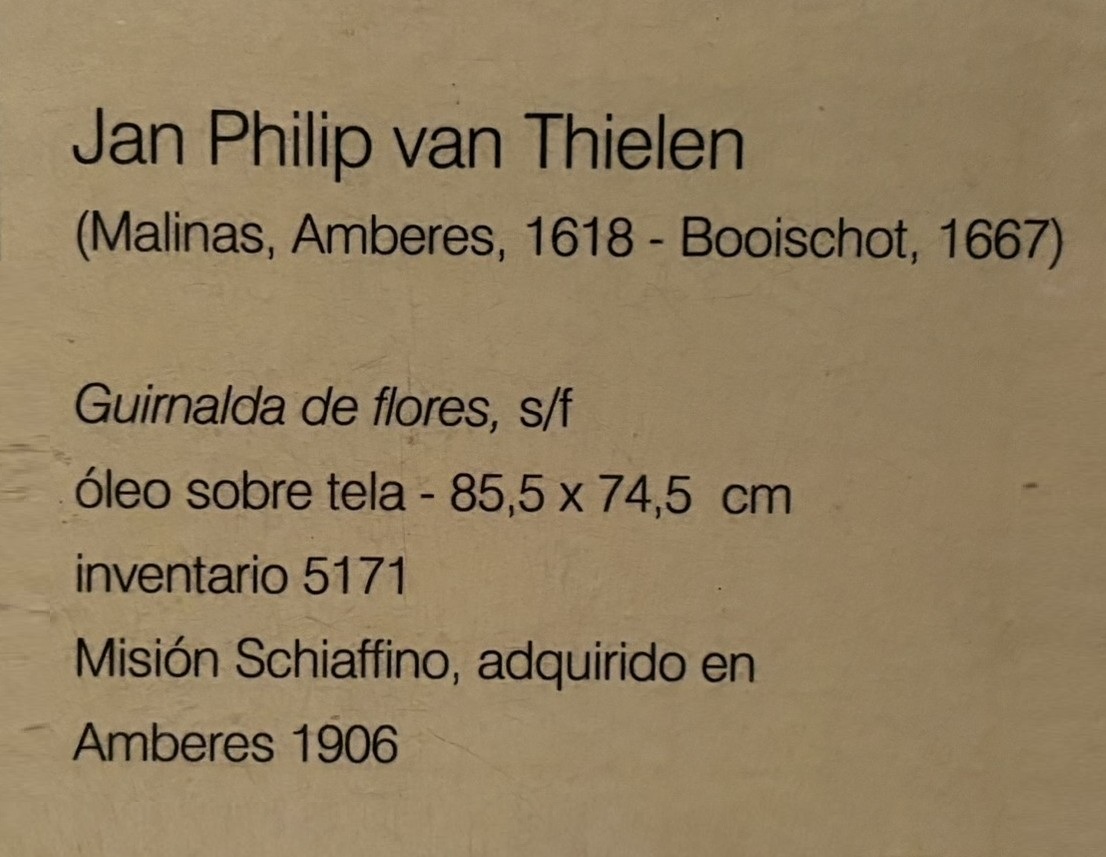 Jan Philip van Thielen
(Malinas, Amberes, 1618 - Booischot, 1667)
Guirnalda de flores, s/f
óleo sobre tela - 85,5 x 74,5 cm
inventario 5171
Misión Schiaffino, adquirido en
Amberes 1906